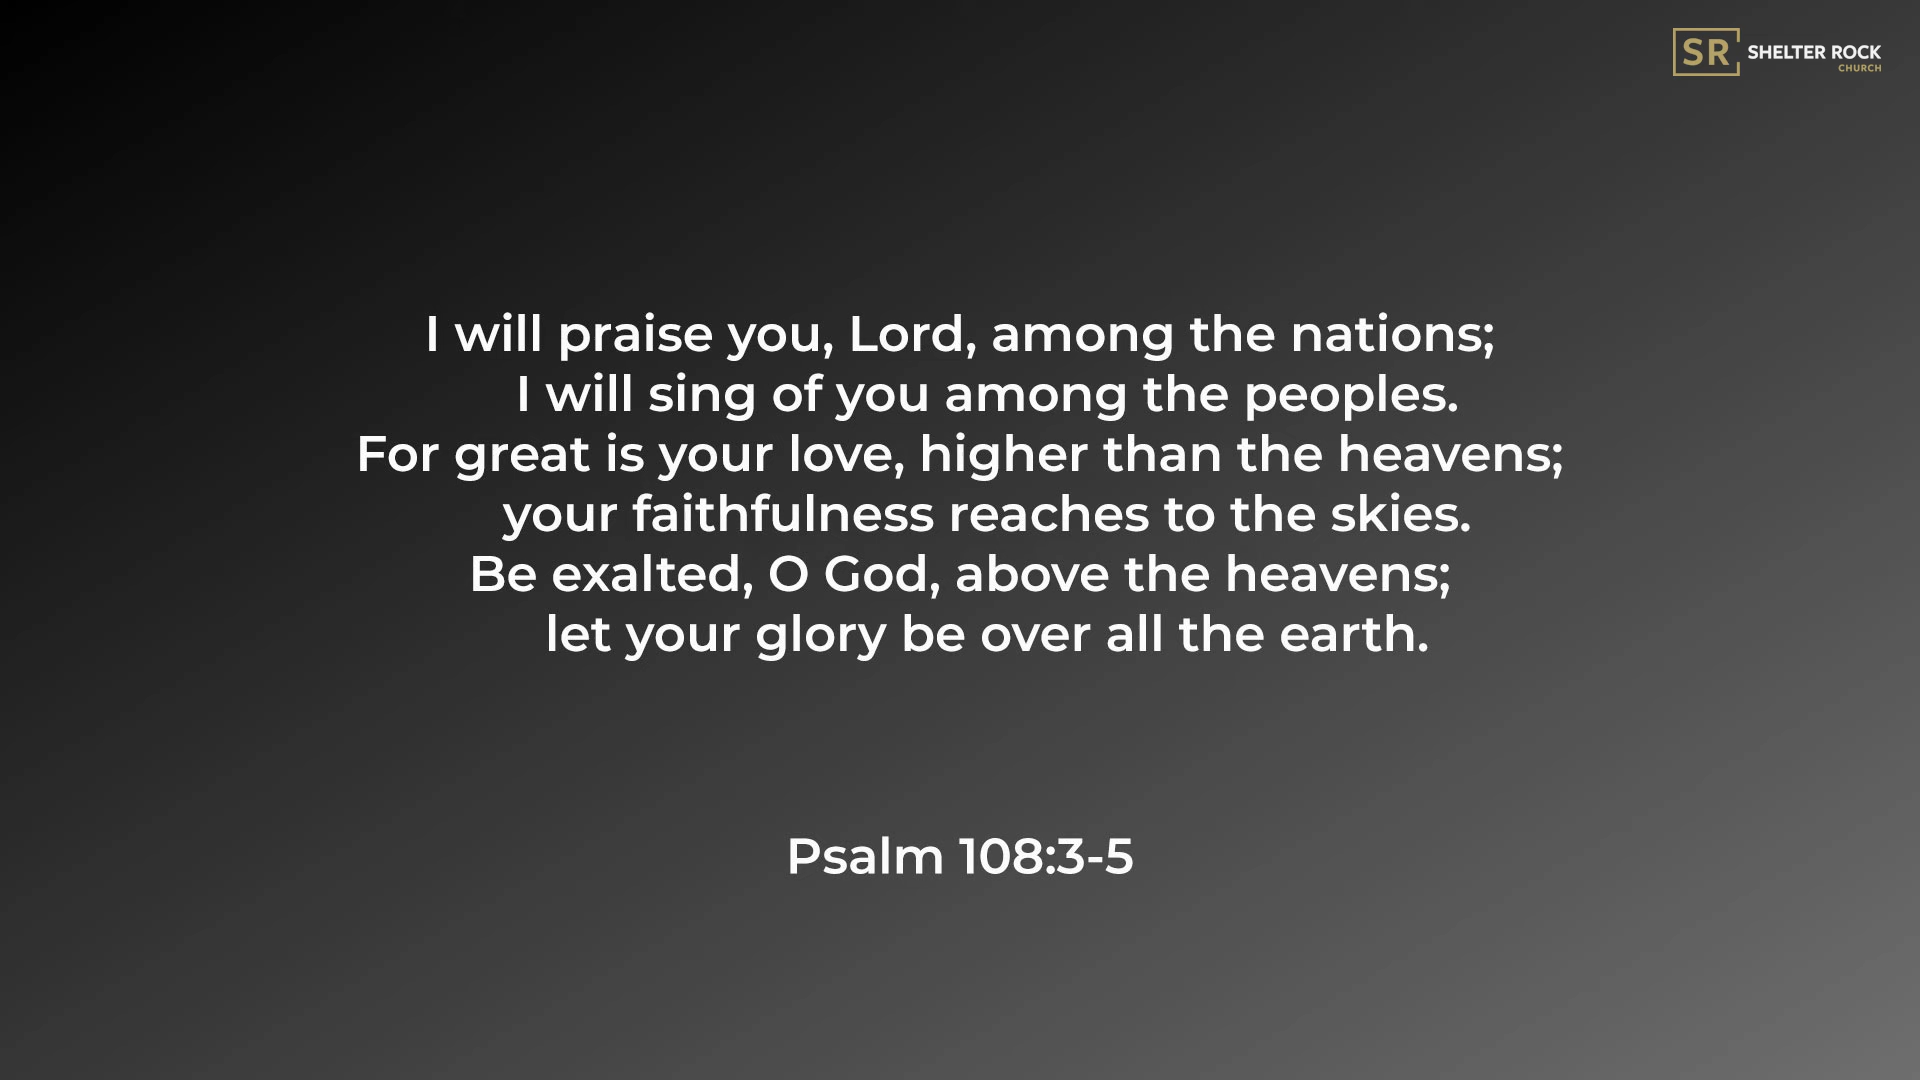 SR SHELTER ROCK
CHURCH
I will praise you, Lord, among the nations;
I will sing of you among the peoples.
For great is your love, higher than the heavens;
your faithfulness reaches to the skies.
Be exalted, O God, above the heavens;
let your glory be over all the earth.
Psalm 108:3-5